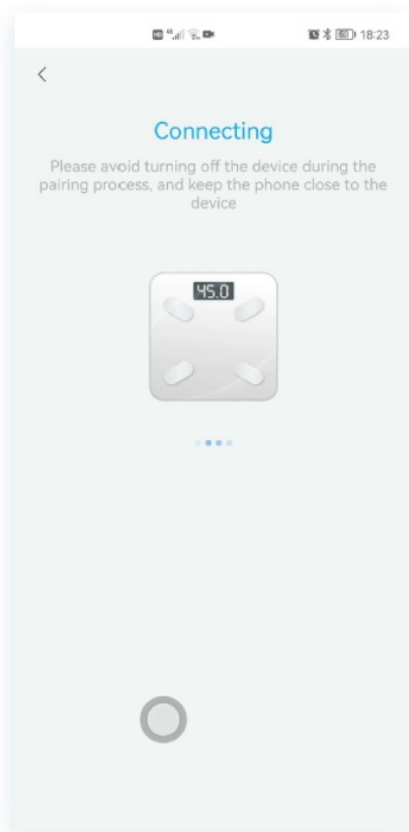 18:23
Connecting
Please avoid turning off the device during the
pairing process, and keep the phone close to the
device
45.0